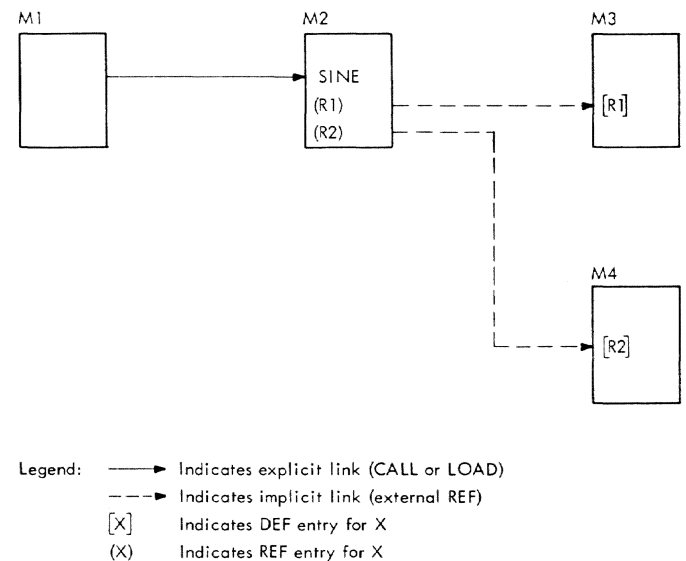 M1 M2 M3
SINE
(R1) [R1]
(R2)
M4
[R2]
Legend: Indicates explicit link (CALL or LOAD)
Indicates implicit link (external REF)
[X] Indicates DEF entry for X
(X) Indicates REF entry for X